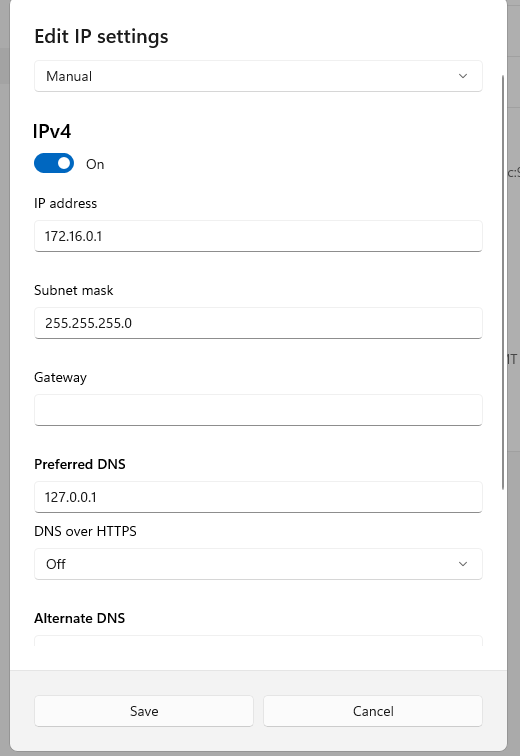 Edit IP settings
Manual
IPv4
On
IP address
172.16.0.1
Subnet mask
255.255.255.0
Gateway
Preferred DNS
127.0.0.1
DNS over HTTPS
Off
Alternate DNS
Save
Cancel